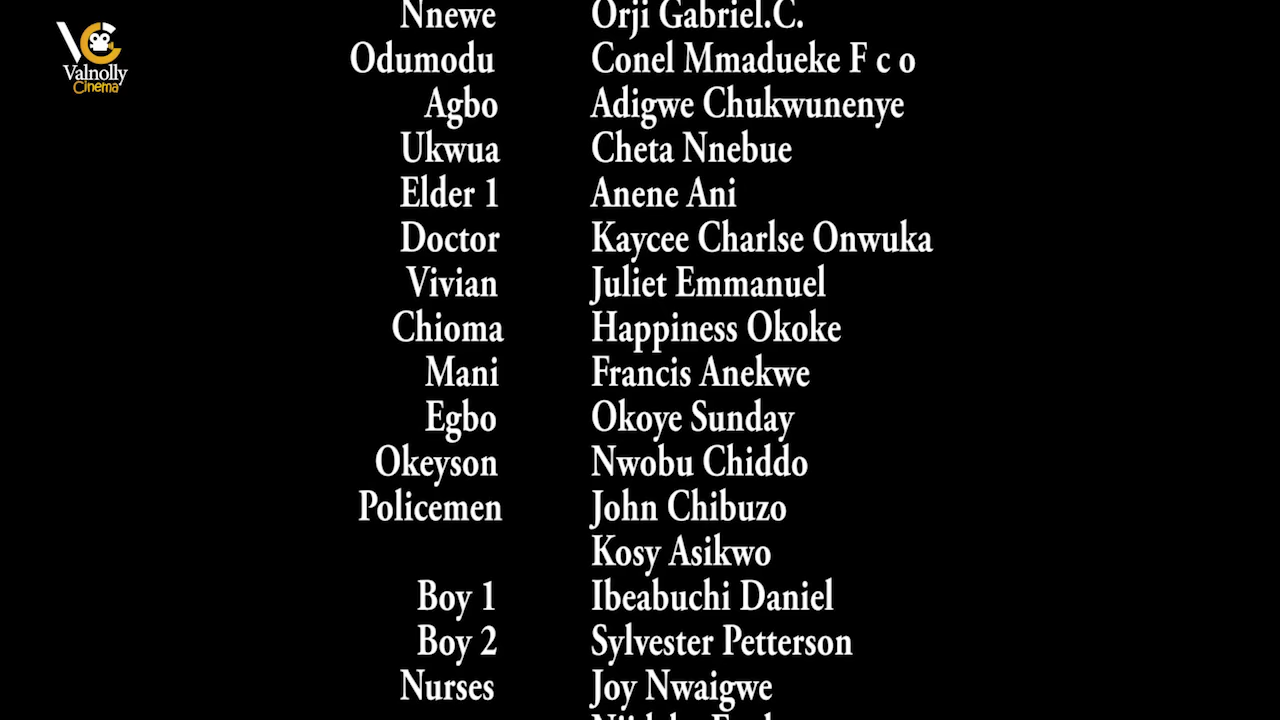 Valnolly
Cinema
Nnewe Orji Gabriel.C.
Odumodu Conel Mmadueke F c o
Agbo Adigwe Chukwunenye
Ukwua Cheta Nnebue
Elder 1 Anene Ani
Doctor Kaycee Charlse Onwuka
Vivian Juliet Emmanuel
Chioma Happiness Okoke
Mani Francis Anekwe
Egbo Okoye Sunday
Okeyson Nwobu Chiddo
Policemen John Chibuzo
Kosy Asikwo
Boy 1 Ibeabuchi Daniel
Boy 2 Sylvester Petterson
Nurses Joy Nwaigwe